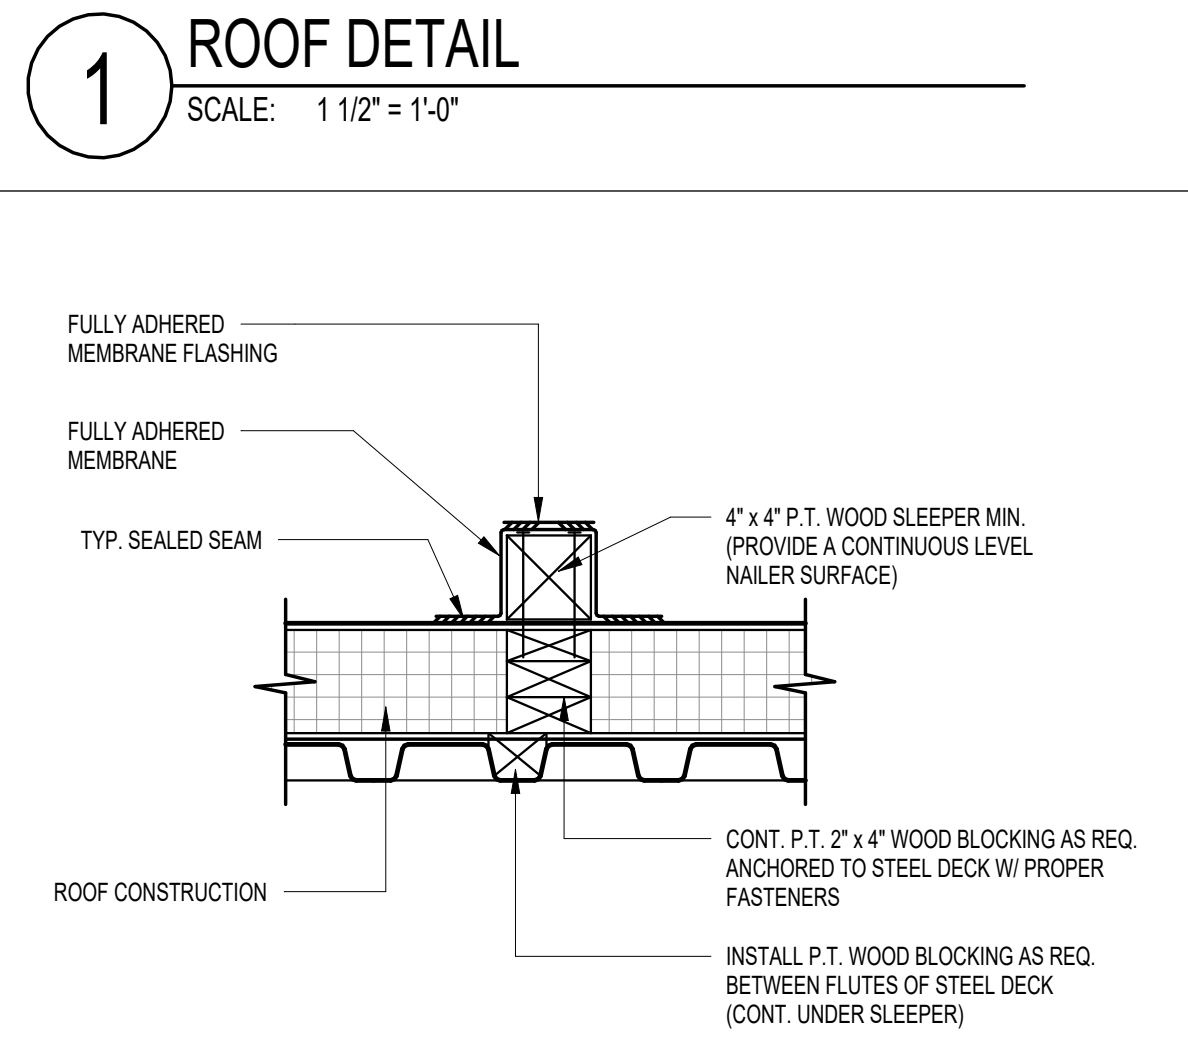 1
ROOF DETAIL
SCALE: 1 1/2" = 1'-0"
FULLY ADHERED
MEMBRANE FLASHING
FULLY ADHERED
MEMBRANE
TYP. SEALED SEAM
4" x 4" P.T. WOOD SLEEPER MIN.
(PROVIDE A CONTINUOUS LEVEL
NAILER SURFACE)
CONT. P.T. 2" x 4" WOOD BLOCKING AS REQ.
ANCHORED TO STEEL DECK W/ PROPER
FASTENERS
ROOF CONSTRUCTION
INSTALL P.T. WOOD BLOCKING AS REQ.
BETWEEN FLUTES OF STEEL DECK
(CONT. UNDER SLEEPER)